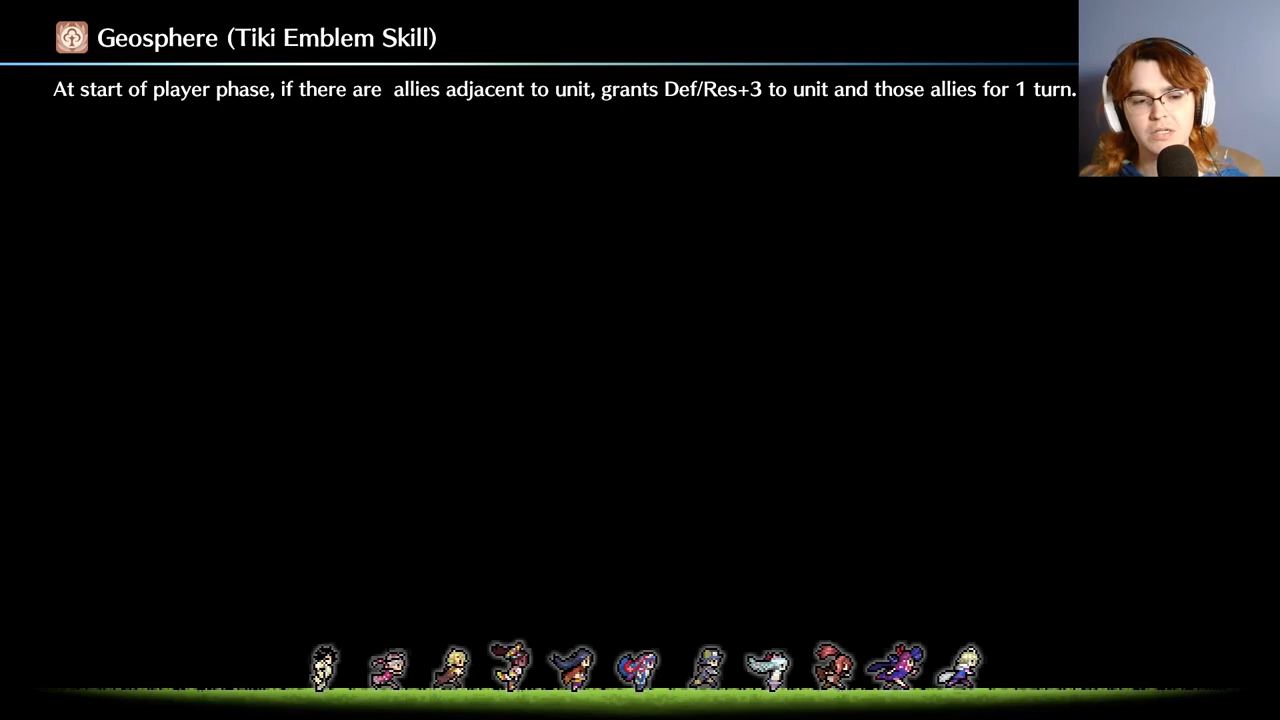 Geosphere (Tiki Emblem Skill)
At start of player phase, if there are  allies adjacent to unit, grants Def/Res+3 to unit and those allies for 1 turn.